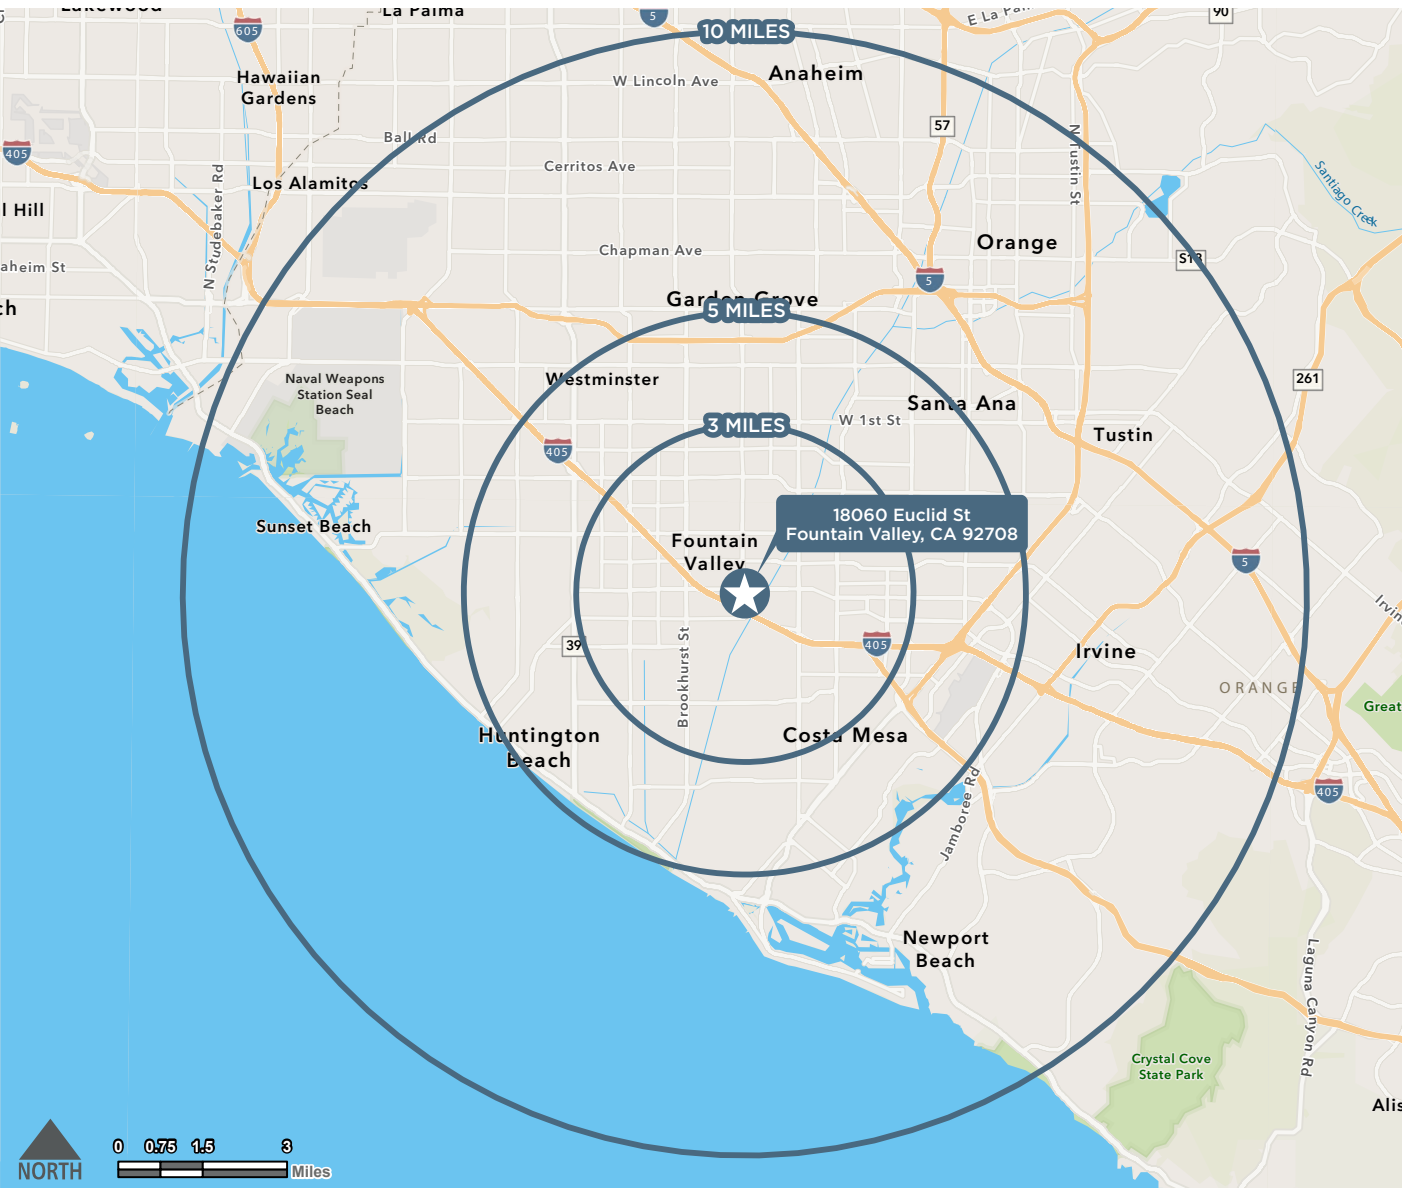 Lakewood
La Palma
5
E La Pal
90
605
10 MILES
Hawaiian
Gardens
W Lincoln Ave
Anaheim
57
Ball Rd
N Tustin St
405
Cerritos Ave
Los Alamitos
Santiago Creek
N Studebaker Rd
l Hill
Chapman Ave
Orange
S18
aheim St
5
ch
Garden Grove
5 MILES
Naval Weapons
Station Seal
Beach
Westminster
261
Santa Ana
3 MILES
W 1st St
Tustin
405
18060 Euclid St
Fountain Valley, CA 92708
Sunset Beach
Fountain
Valley
5
Irvin
39
405
Irvine
Brookhurst St
ORANGE
Great
Huntington
Beach
Costa Mesa
405
Jamboree Rd
Newport
Beach
Laguna Canyon Rd
Crystal Cove
State Park
Alis
NORTH
0 0.75 1.5 3
Miles